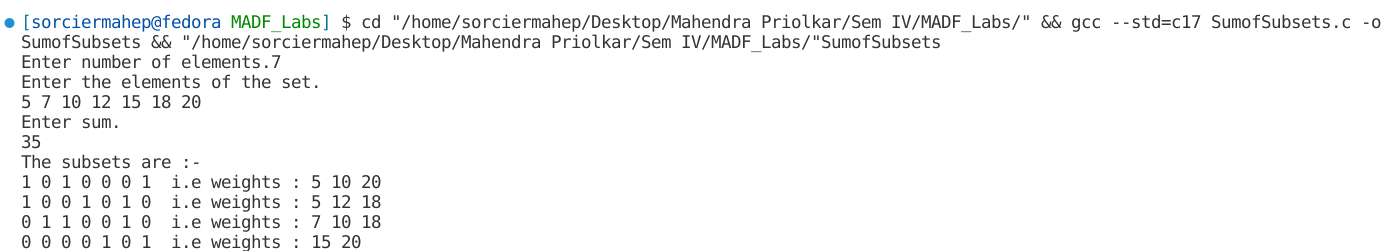 [sorciermahep@fedora MADF_Labs] $ cd "/home/sorciermahep/Desktop/Mahendra Priolkar/Sem IV/MADF_Labs/" && gcc --std=c17 SumofSubsets.c -o
SumofSubsets && "/home/sorciermahep/Desktop/Mahendra Priolkar/Sem IV/MADF_Labs/"SumofSubsets
Enter number of elements.7
Enter the elements of the set.
5 7 10 12 15 18 20
Enter sum.
35
The subsets are :-
1 0 1 0 0 0 1  i.e weights : 5 10 20
1 0 0 1 0 1 0  i.e weights : 5 12 18
0 1 1 0 0 1 0  i.e weights : 7 10 18
0 0 0 0 1 0 1  i.e weights : 15 20